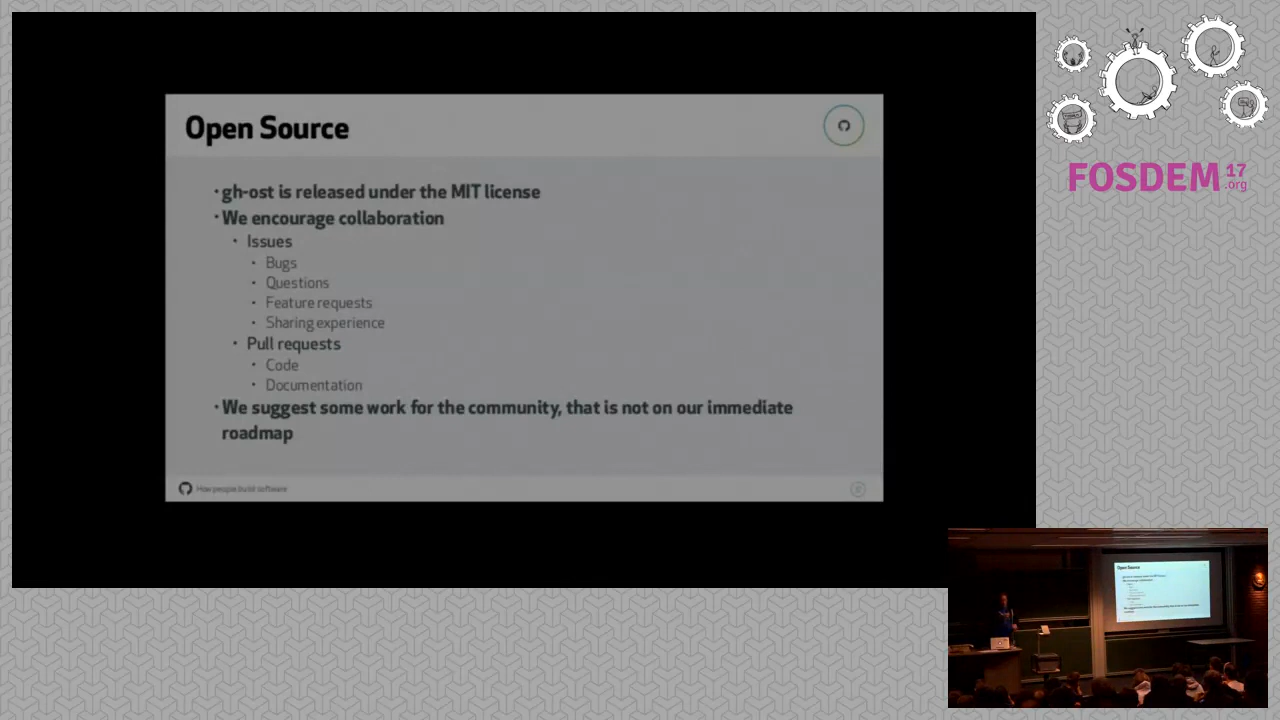 Open Source
· gh-ost is released under the MIT license
· We encourage collaboration
· Issues
· Bugs
· Questions
· Feature requests
· Sharing experience
· Pull requests
· Code
· Documentation
· We suggest some work for the community, that is not on our immediate
roadmap
How people build software
FOSDEM 17
.org
Open Source